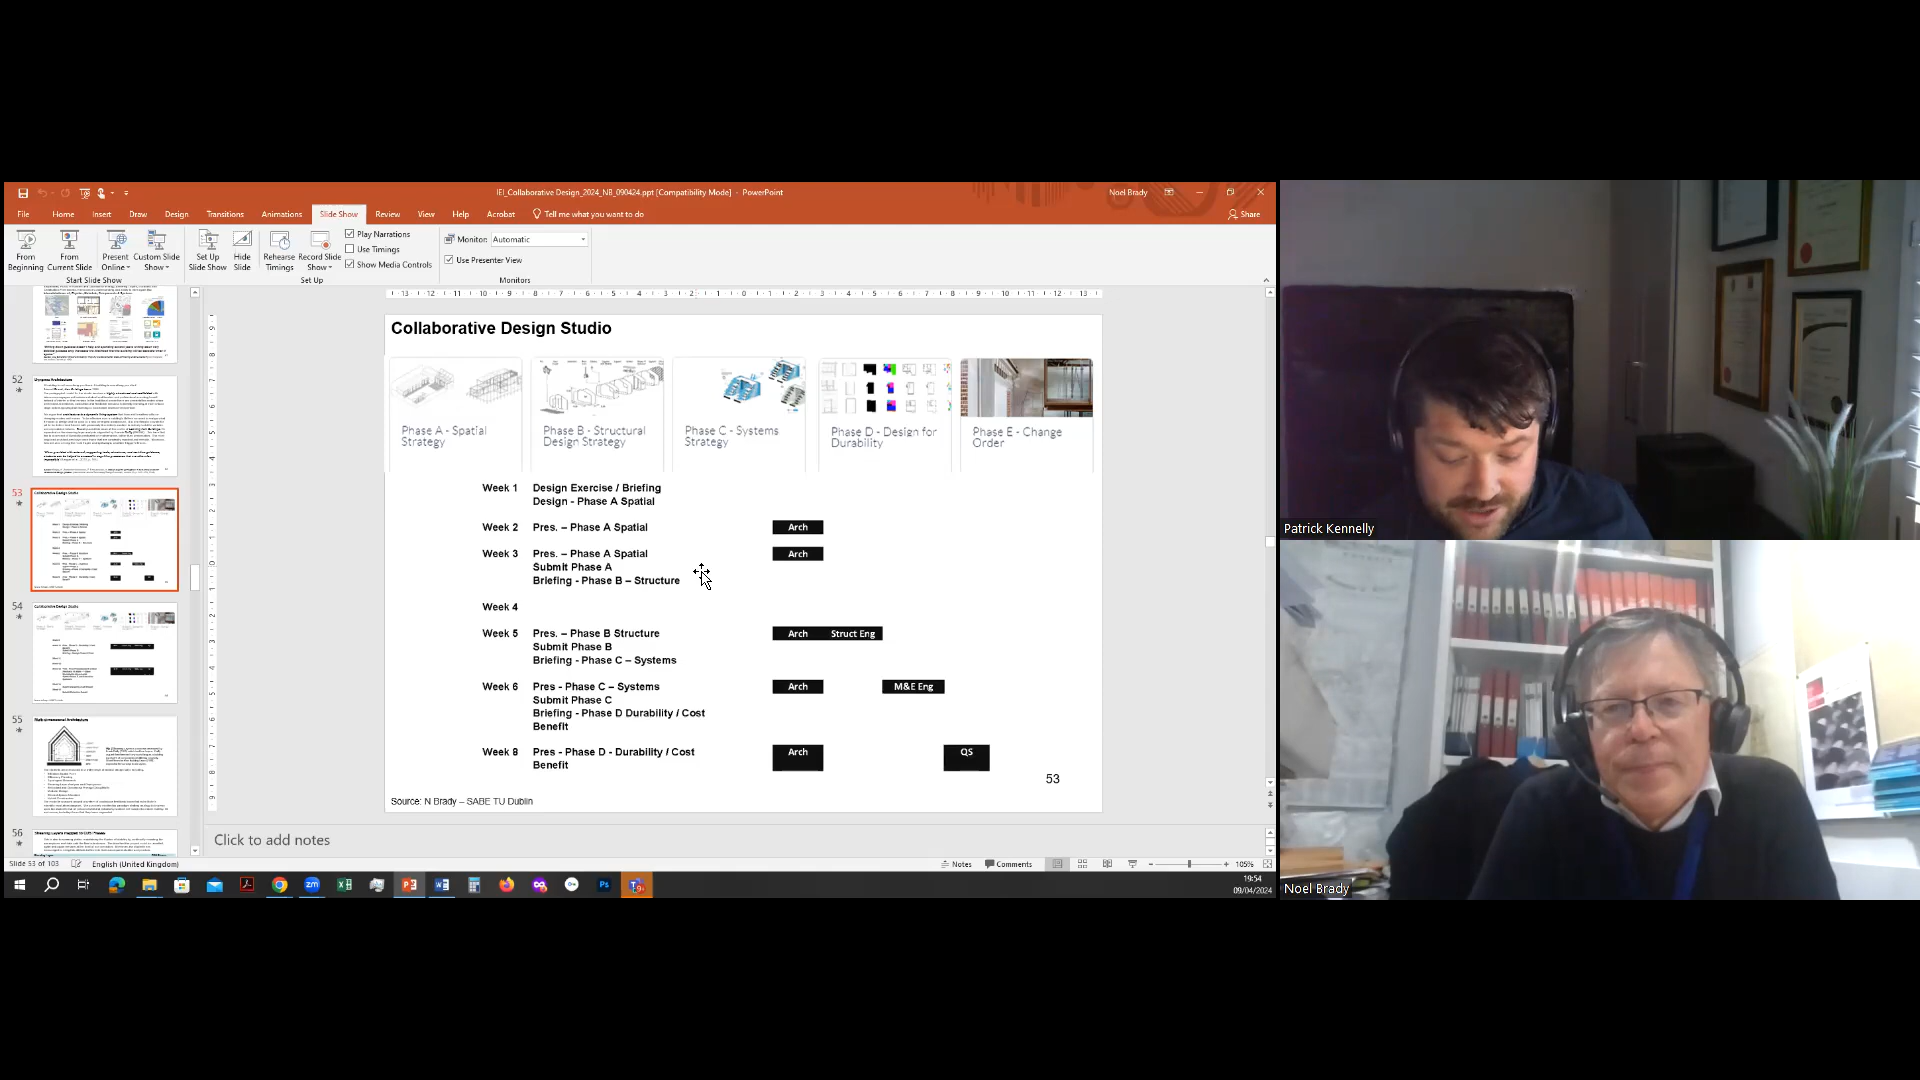 IEI_Collaborative Design_2024_NB_090424.ppt [Compatibility Mode] - PowerPoint
Noel Brady
File Home Insert Draw Design Transitions Animations Slide Show Review View Help Acrobat Tell me what you want to do Share
From Beginning
From Current Slide
Present Online
Custom Slide Show
Set Up Slide Show
Hide Slide
Rehearse Timings
Record Slide Show
Play Narrations
Use Timings
Show Media Controls
Monitor: Automatic
Use Presenter View
Start Slide Show
Set Up
Monitors
52
53
54
55
56
Collaborative Design Studio
Phase A - Spatial
Strategy
Phase B - Structural
Design Strategy
Phase C - Systems
Strategy
Phase D - Design for
Durability
Phase E - Change
Order
Week 1 Design Exercise / Briefing
Design - Phase A Spatial
Week 2 Pres. – Phase A Spatial Arch
Week 3 Pres. – Phase A Spatial Arch
Submit Phase A
Briefing - Phase B – Structure
Week 4
Week 5 Pres. – Phase B Structure Arch Struct Eng
Submit Phase B
Briefing - Phase C – Systems
Week 6 Pres - Phase C – Systems Arch M&E Eng
Submit Phase C
Briefing - Phase D Durability / Cost
Benefit
Week 8 Pres - Phase D - Durability / Cost Arch QS
Benefit
53
Source: N Brady – SABE TU Dublin
Click to add notes
Slide 53 of 103 English (United Kingdom) Notes Comments 105%
19:54
09/04/2024
Patrick Kennelly
Noel Brady